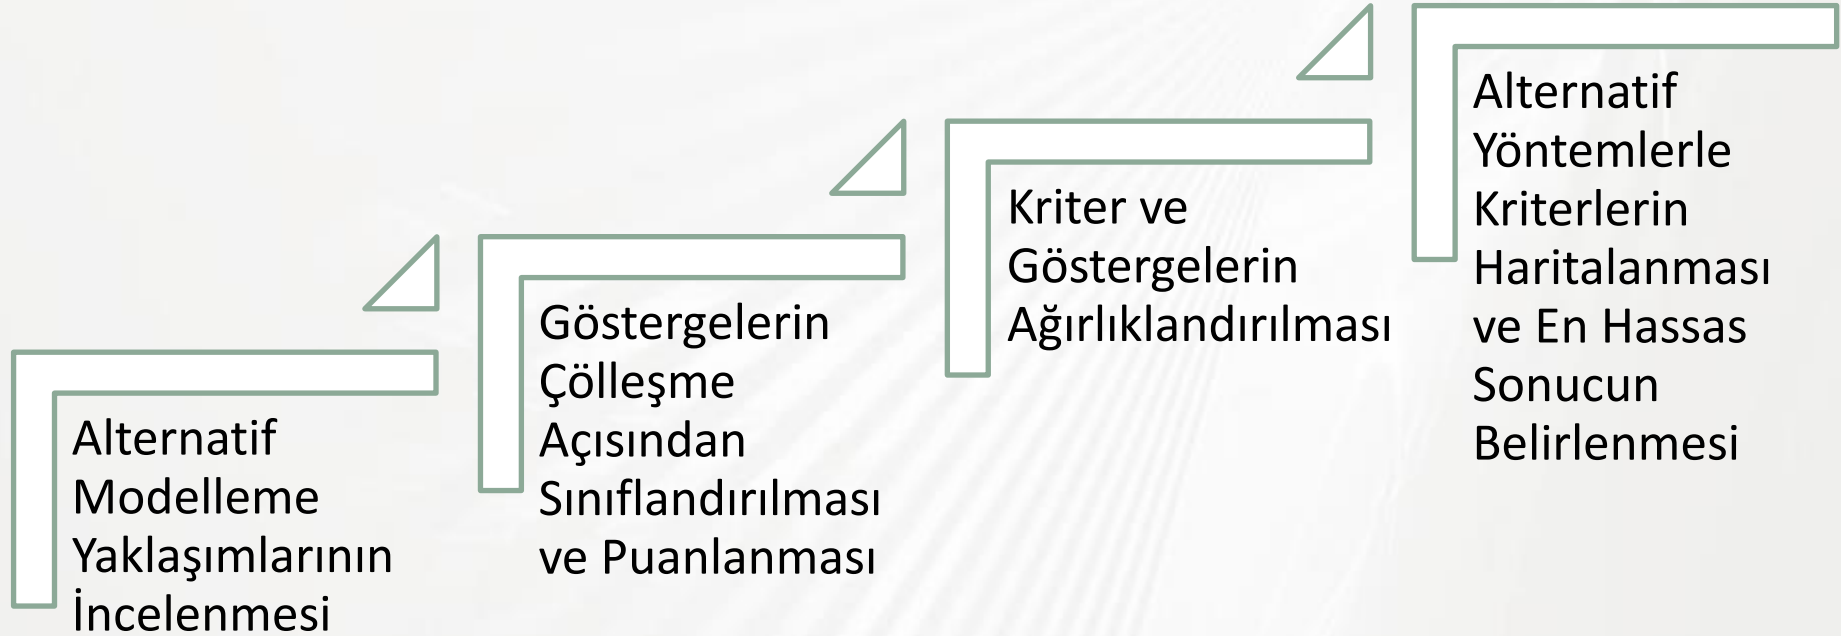 Alternatif
Modelleme
Yaklaşımlarının
İncelenmesi
Göstergelerin
Çölleşme
Açısından
Sınıflandırılması
ve Puanlanması
Kriter ve
Göstergelerin
Ağırlıklandırılması
Alternatif
Yöntemlerle
Kriterlerin
Haritalanması
ve En Hassas
Sonucun
Belirlenmesi